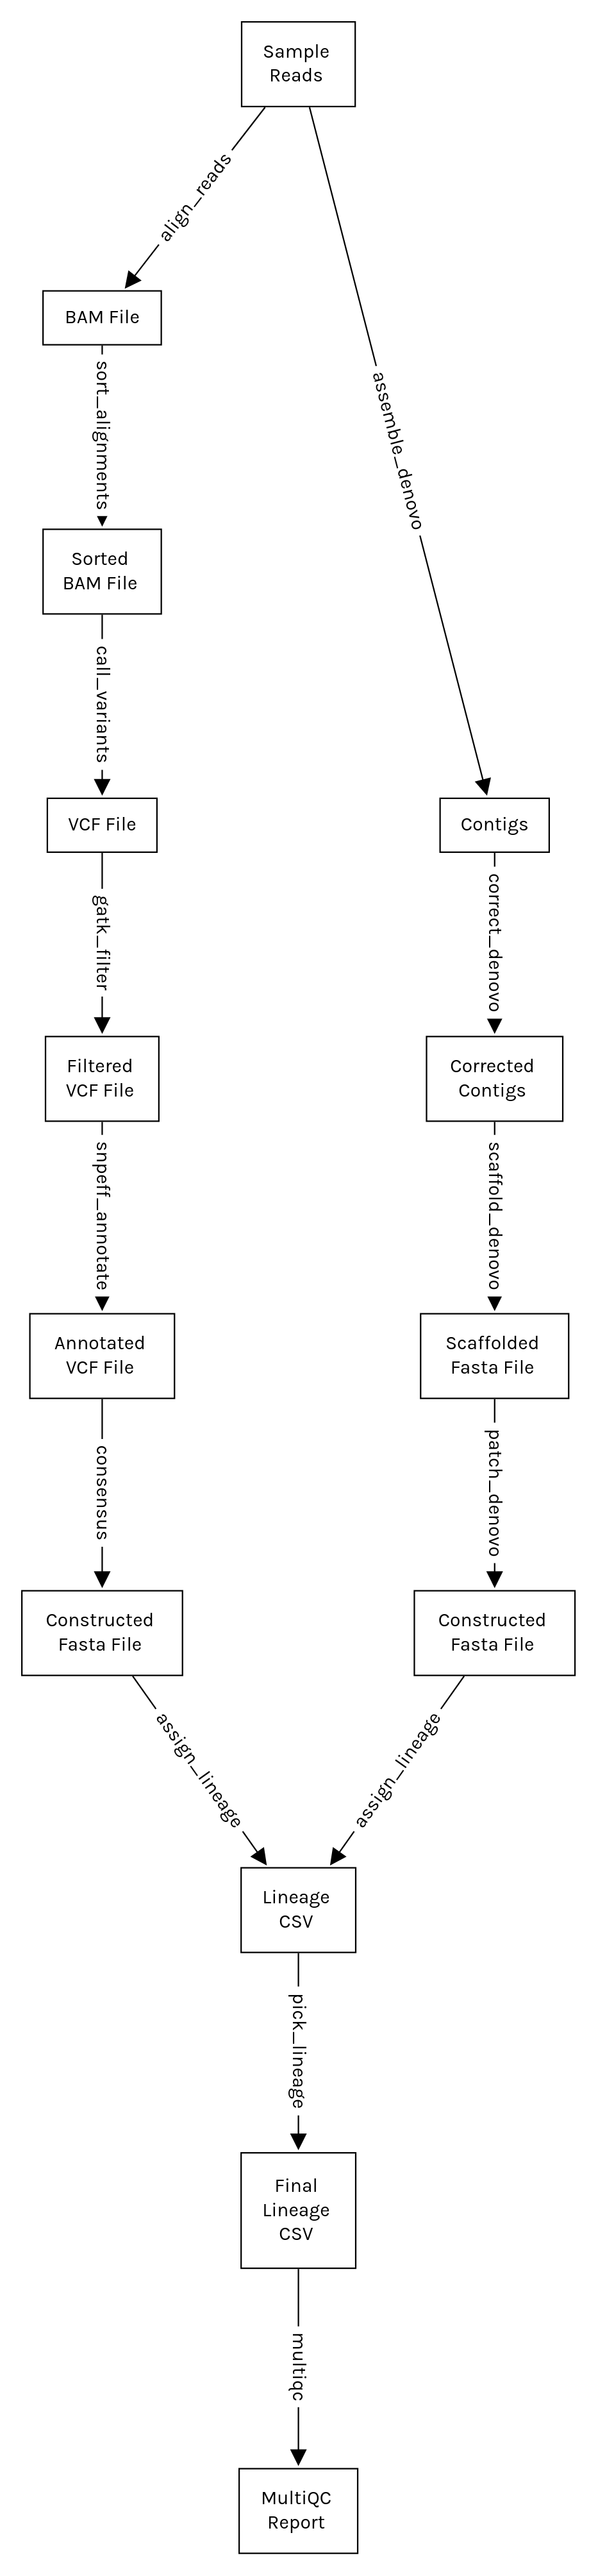 Sample
Reads
align_reads
assemble_denovo
BAM File
sort_alignments
Sorted
BAM File
call_variants
VCF File
Contigs
gatk_filter
correct_denovo
Filtered
VCF File
Corrected
Contigs
snpeff_annotate
scaffold_denovo
Annotated
VCF File
Scaffolded
Fasta File
consensus
patch_denovo
Constructed
Fasta File
Constructed
Fasta File
assign_lineage
assign_lineage
Lineage
CSV
pick_lineage
Final
Lineage
CSV
multiqc
MultiQC
Report